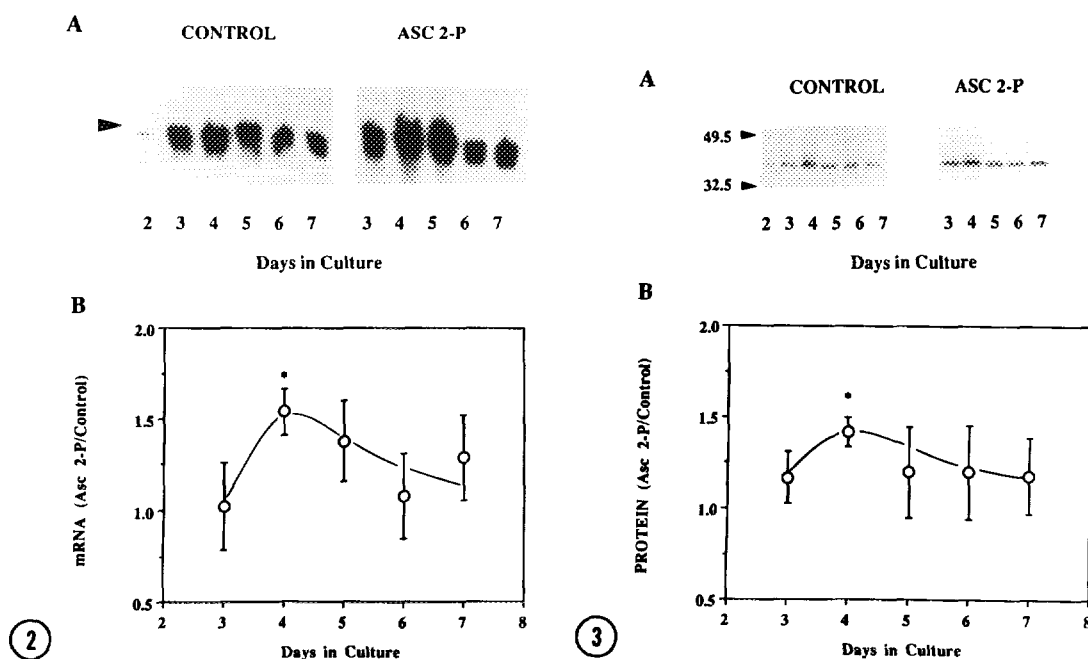 A
CONTROL ASC 2-P
2 3 4 5 6 7 3 4 5 6 7
Days in Culture
B
2.0
1.5
1.0
0.5
mRNA (Asc 2-P/Control)
*
2 3 4 5 6 7 8
Days in Culture
2
A
CONTROL ASC 2-P
49.5
32.5
2 3 4 5 6 7 3 4 5 6 7
Days in Culture
B
2.0
1.5
1.0
0.5
PROTEIN (Asc 2-P/Control)
*
2 3 4 5 6 7 8
Days in Culture
3